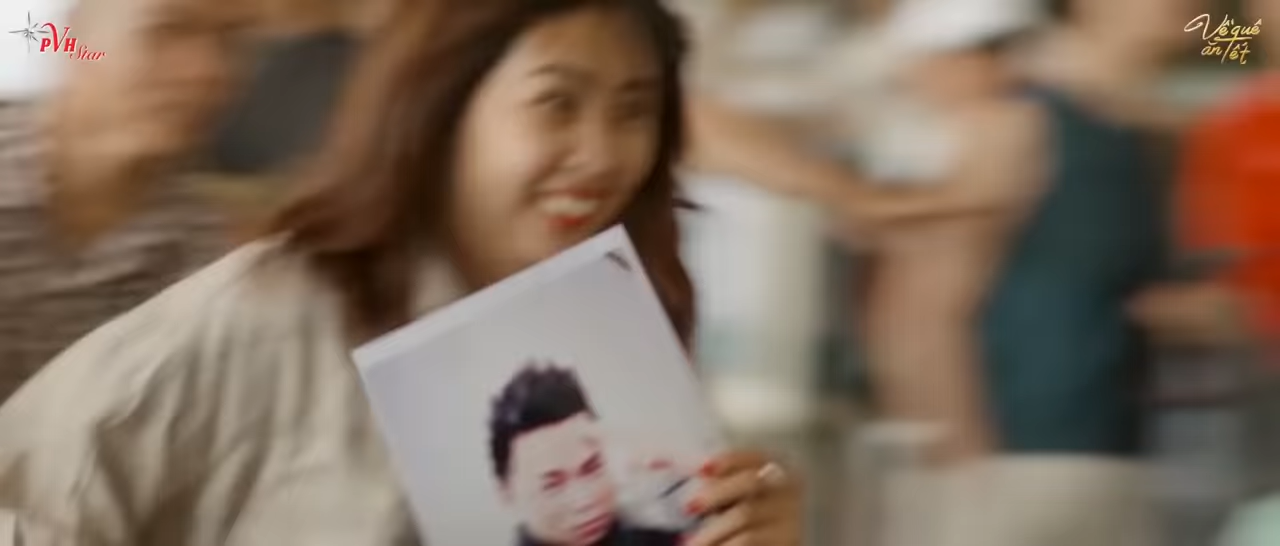 PVH Star
Về quê
ăn Tết